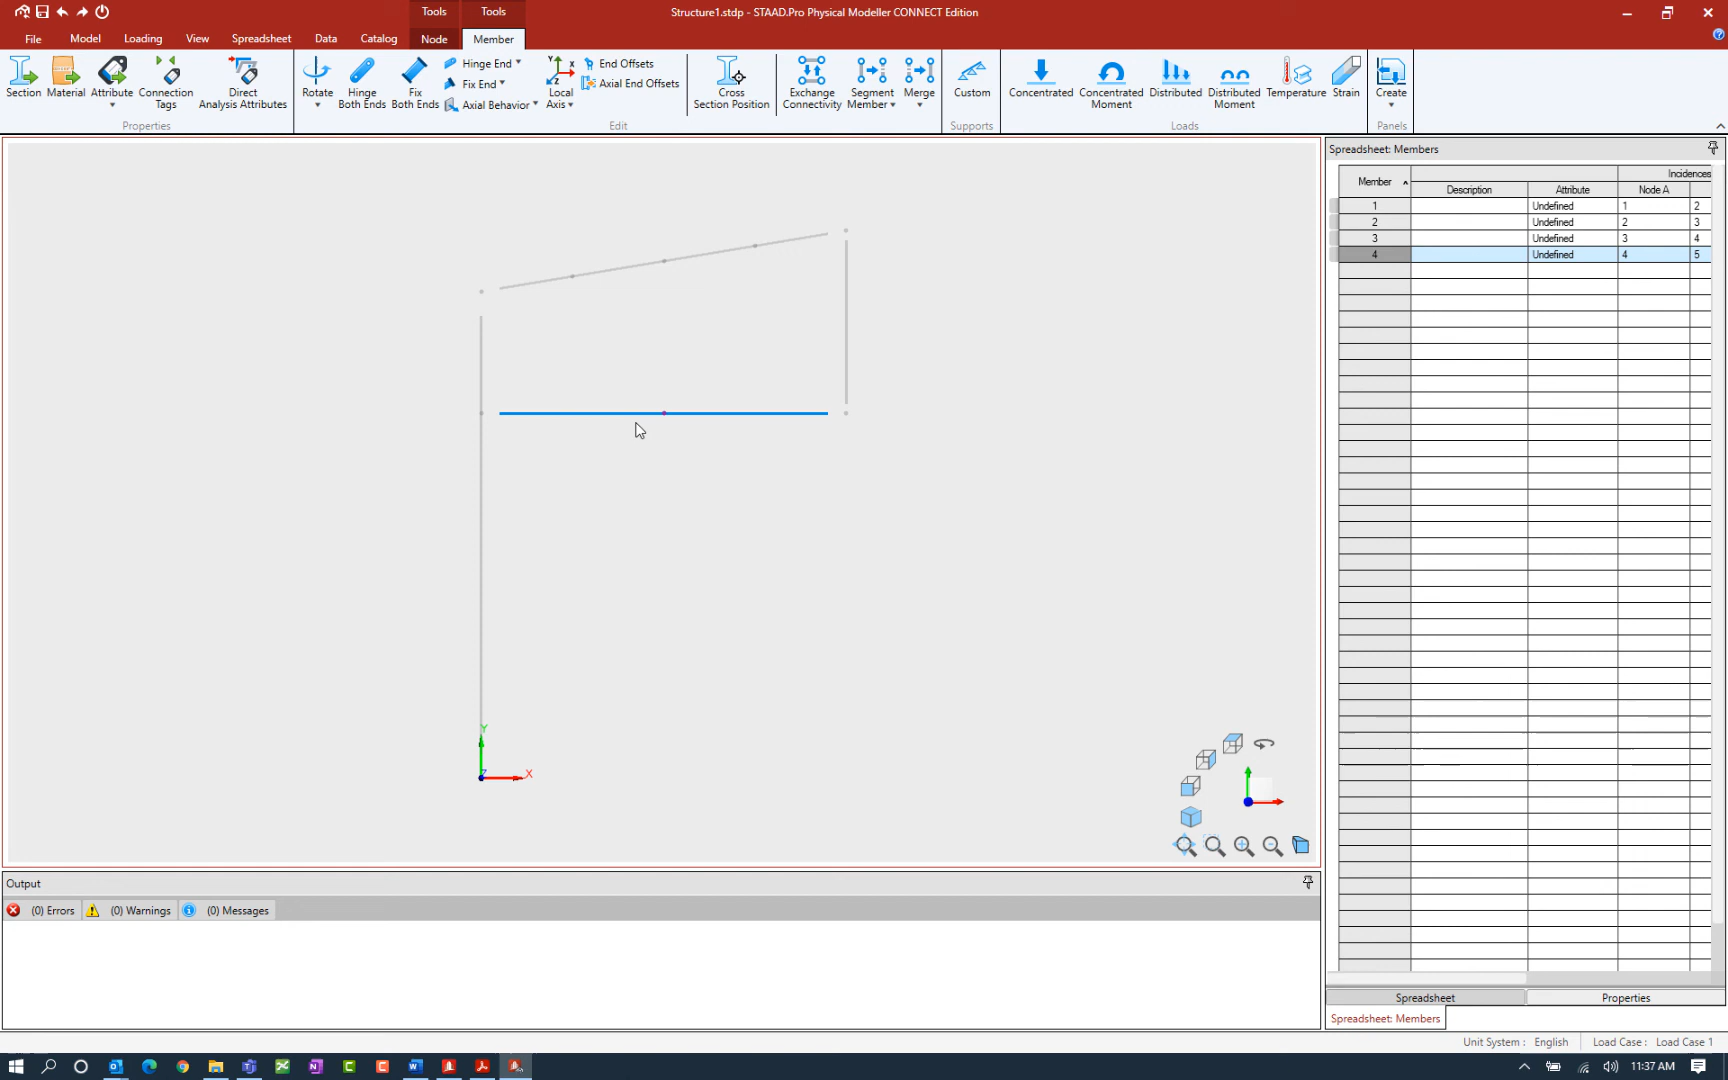 Tools Tools Structure1.stdp - STAAD.Pro Physical Modeller CONNECT Edition
File Model Loading View Spreadsheet Data Catalog Node Member
Section Material Attribute Connection Tags Direct Analysis Attributes
Properties
Rotate Hinge Both Ends Fix Both Ends
Hinge End
Fix End
Axial Behavior
Local Axis
End Offsets
Axial End Offsets
Cross Section Position
Exchange Connectivity Segment Member Merge
Edit
Custom
Supports
Concentrated Concentrated Moment Distributed Distributed Moment Temperature Strain
Loads
Create
Panels
Spreadsheet: Members
Member Incidences
Description Attribute Node A
1 Undefined 1 2
2 Undefined 2 3
3 Undefined 3 4
4 Undefined 4 5
Y
Z X
Output
(0) Errors (0) Warnings (0) Messages
Spreadsheet Properties
Spreadsheet: Members
Unit System : English Load Case : Load Case 1
11:37 AM